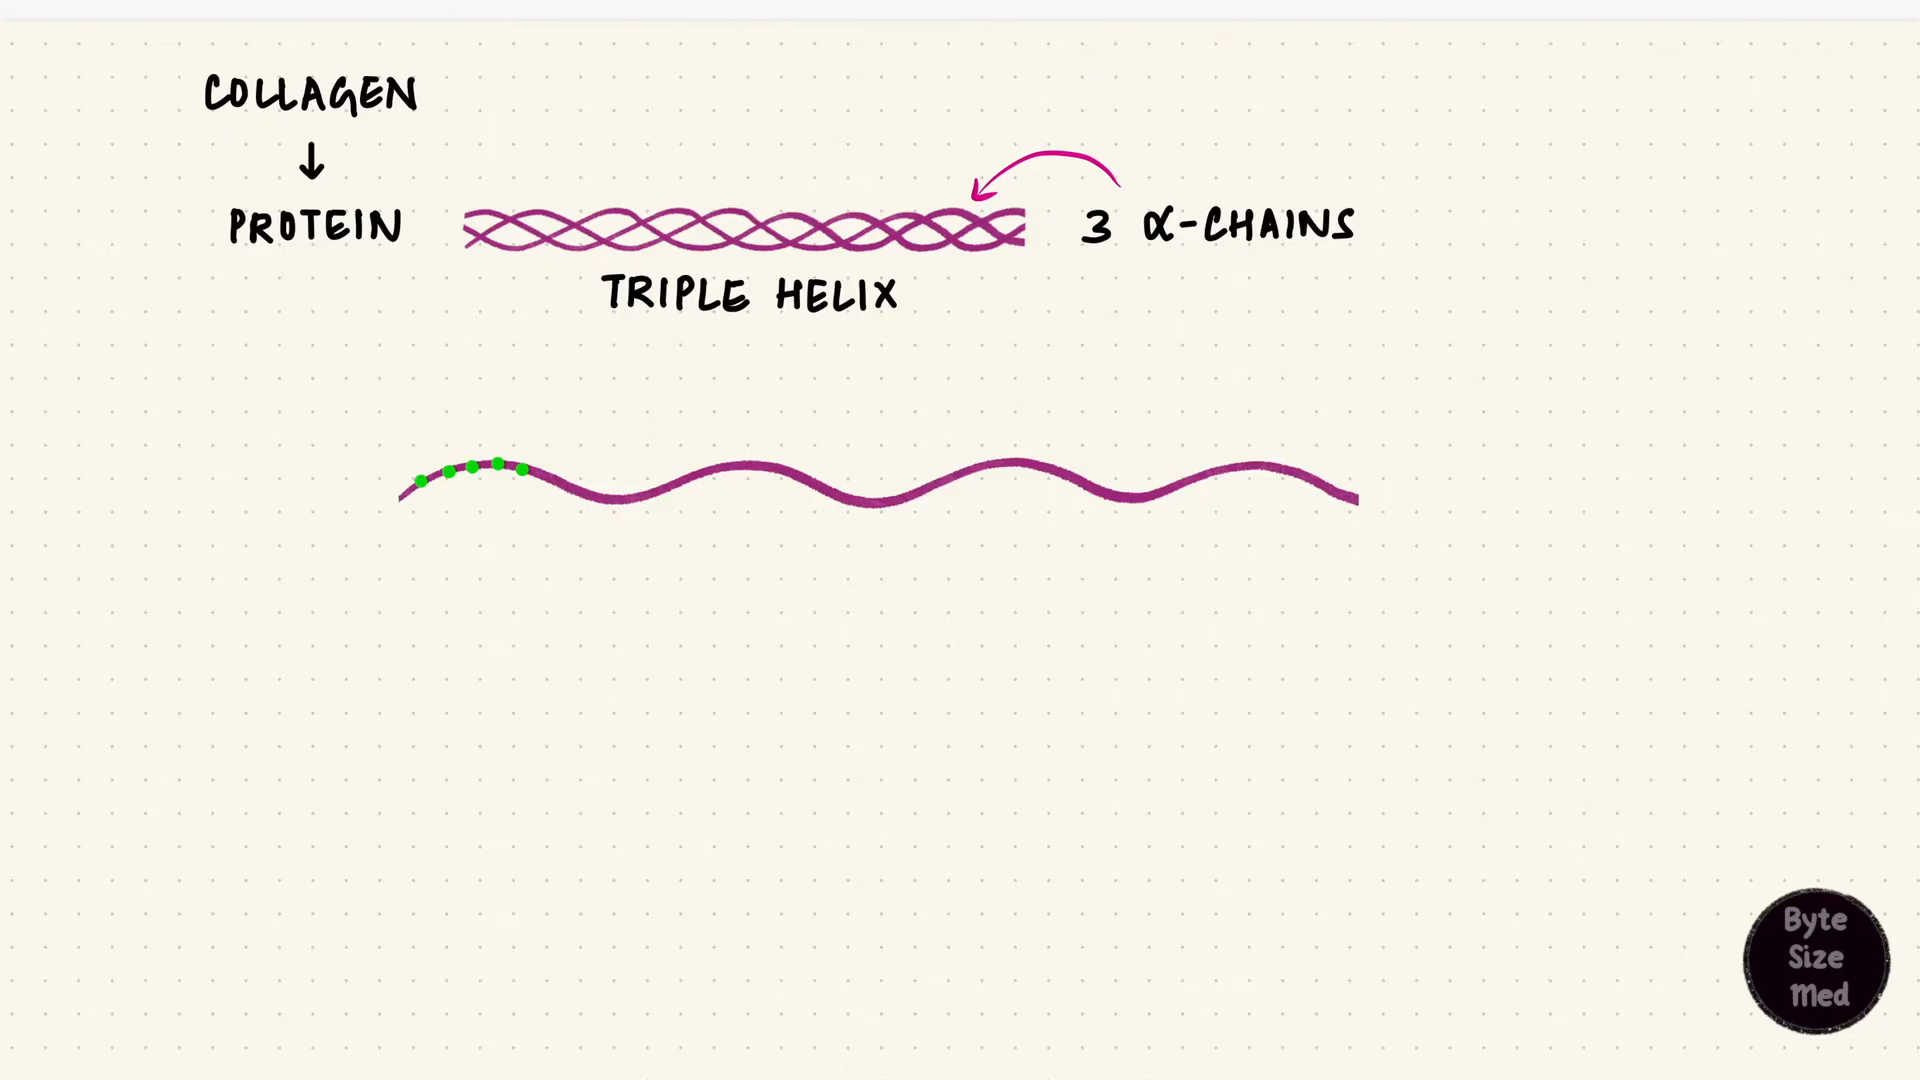 COLLAGEN
↓
PROTEIN
3 α-CHAINS
TRIPLE HELIX
Byte
Size
Med